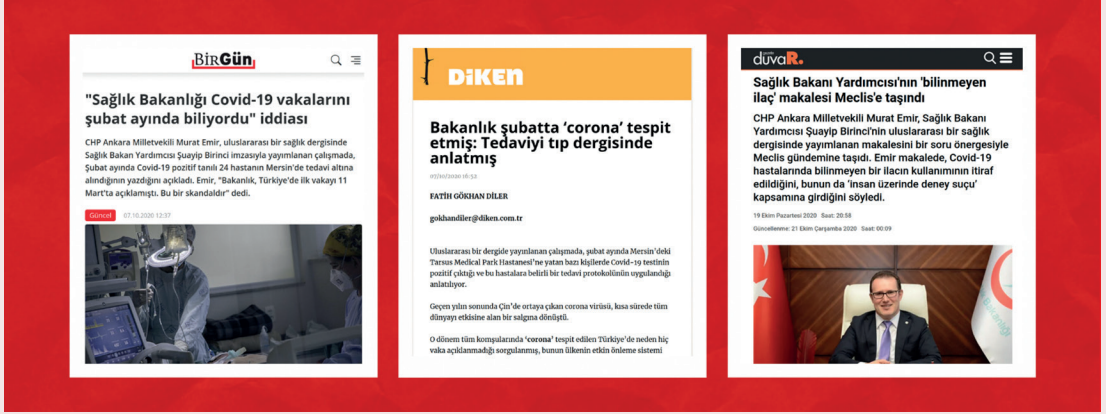 BirGün
"Sağlık Bakanlığı Covid-19 vakalarını
şubat ayında biliyordu" iddiası
CHP Ankara Milletvekili Murat Emir, uluslararası bir sağlık dergisinde
Sağlık Bakan Yardımcısı Şuayip Birinci imzasıyla yayımlanan çalışmada,
Şubat ayında Covid-19 pozitif tanılı 24 hastanın Mersin'de tedavi altına
alındığının yazdığını açıkladı. Emir, "Bakanlık, Türkiye'de ilk vakayı 11
Mart'ta açıklamıştı. Bu bir skandaldır" dedi.
Güncel 07.10.2020 12:37
DiKEN
Bakanlık şubatta ‘corona’ tespit
etmiş: Tedaviyi tıp dergisinde
anlatmış
07/10/2020 16:52
FATİH GÖKHAN DİLER
gokhandiler@diken.com.tr
Uluslararası bir dergide yayınlanan çalışmada, şubat ayında Mersin'deki
Tarsus Medical Park Hastanesi'ne yatan bazı kişilerde Covid-19 testinin
pozitif çıktığı ve bu hastalara belirli bir tedavi protokolünün uygulandığı
anlatılıyor.
Geçen yılın sonunda Çin'de ortaya çıkan corona virüsü, kısa sürede tüm
dünyayı etkisine alan bir salgına dönüştü.
O dönem tüm komşularında ‘corona’ tespit edilen Türkiye'de neden hiç
vaka açıklanmadığı sorgulanmış, bunun ülkenin etkin önleme sistemi
gazete
duvaR.
Sağlık Bakanı Yardımcısı'nın 'bilinmeyen
ilaç' makalesi Meclis'e taşındı
CHP Ankara Milletvekili Murat Emir, Sağlık Bakanı
Yardımcısı Şuayip Birinci'nin uluslararası bir sağlık
dergisinde yayımlanan makalesini bir soru önergesiyle
Meclis gündemine taşıdı. Emir makalede, Covid-19
hastalarında bilinmeyen bir ilacın kullanımının itiraf
edildiğini, bunun da 'insan üzerinde deney suçu'
kapsamına girdiğini söyledi.
19 Ekim Pazartesi 2020 Saat: 20:58
Güncellenme: 21 Ekim Çarşamba 2020 Saat: 00:09